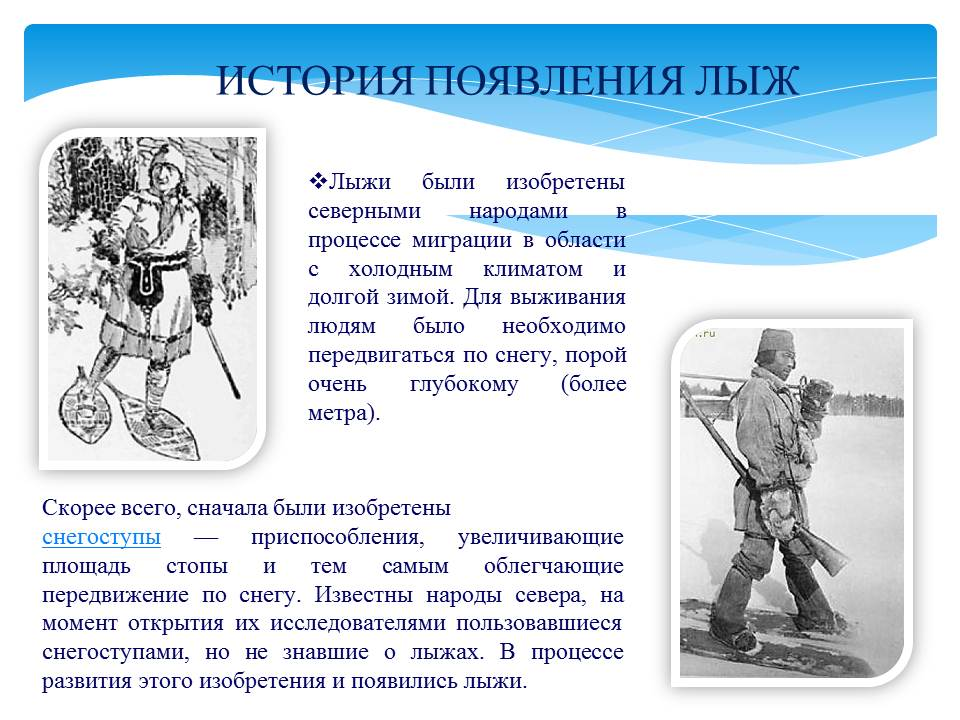 ИСТОРИЯ ПОЯВЛЕНИЯ ЛЫЖ
❖Лыжи были изобретены
северными народами в
процессе миграции в области
с холодным климатом и
долгой зимой. Для выживания
людям было необходимо
передвигаться по снегу, порой
очень глубокому (более
метра).
.ru
Скорее всего, сначала были изобретены
снегоступы — приспособления, увеличивающие
площадь стопы и тем самым облегчающие
передвижение по снегу. Известны народы севера, на
момент открытия их исследователями пользовавшиеся
снегоступами, но не знавшие о лыжах. В процессе
развития этого изобретения и появились лыжи.